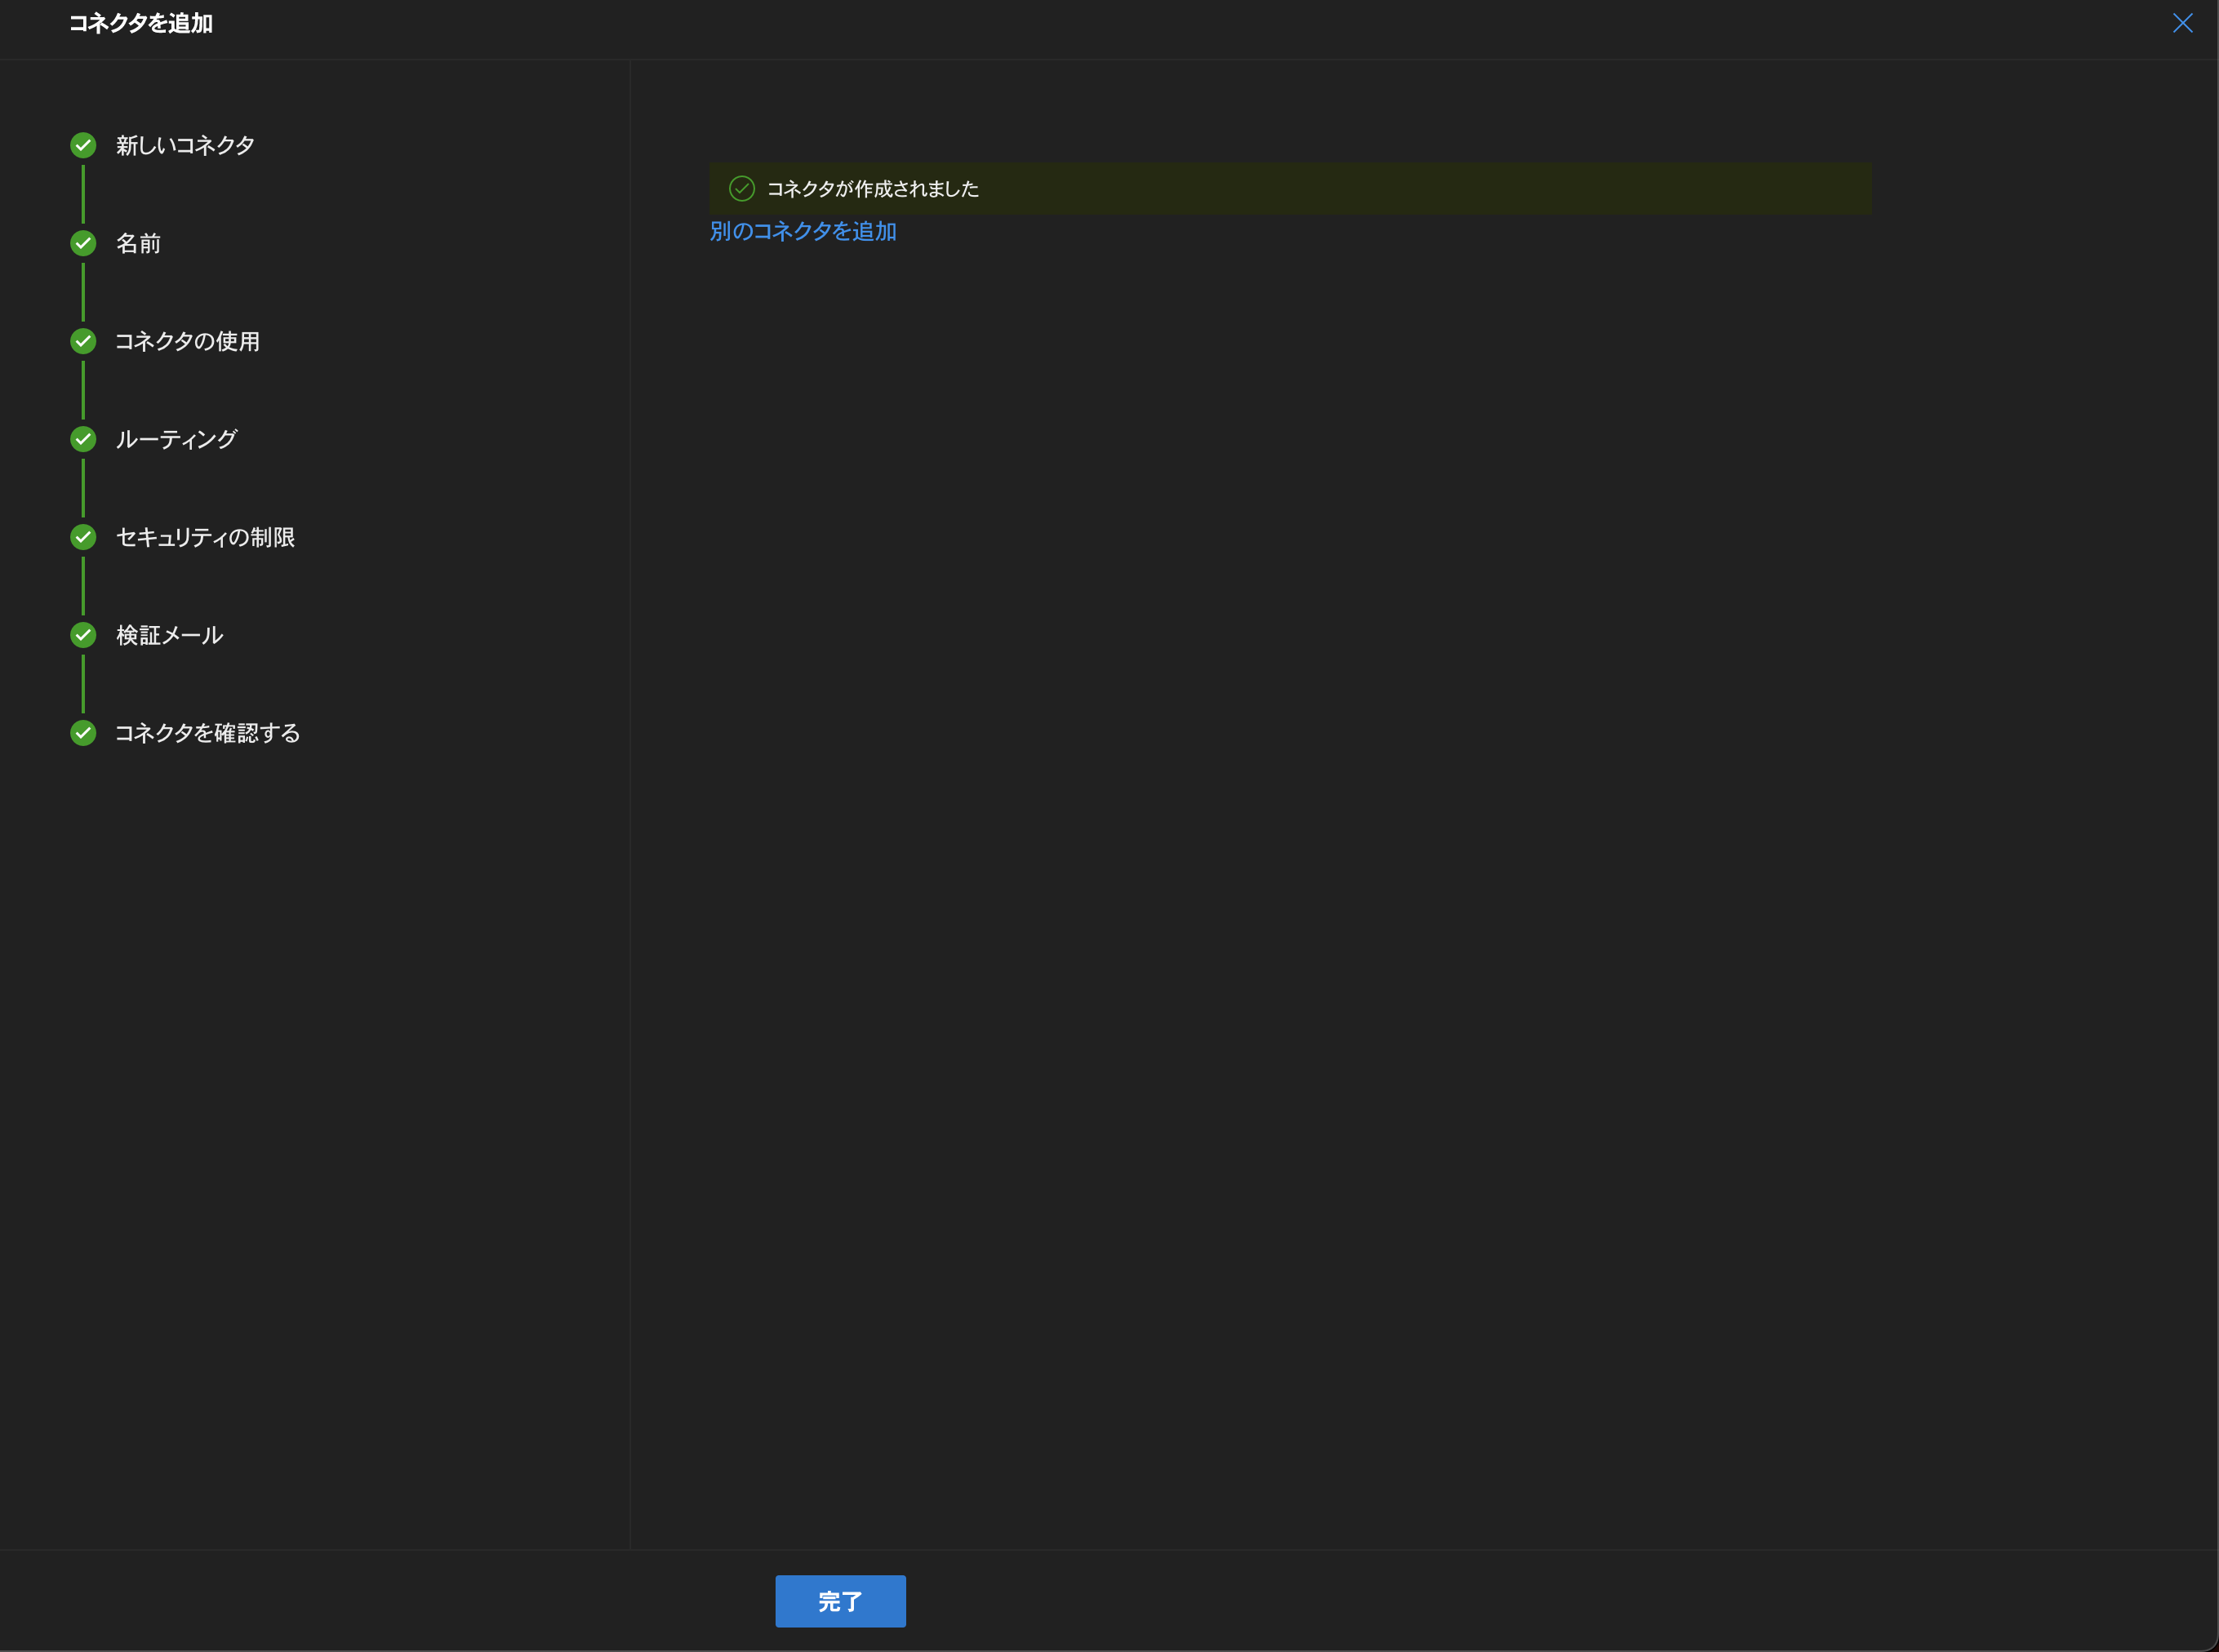 コネクタを追加
新しいコネクタ
名前
コネクタの使用
ルーティング
セキュリティの制限
検証メール
コネクタを確認する
コネクタが作成されました
別のコネクタを追加
完了